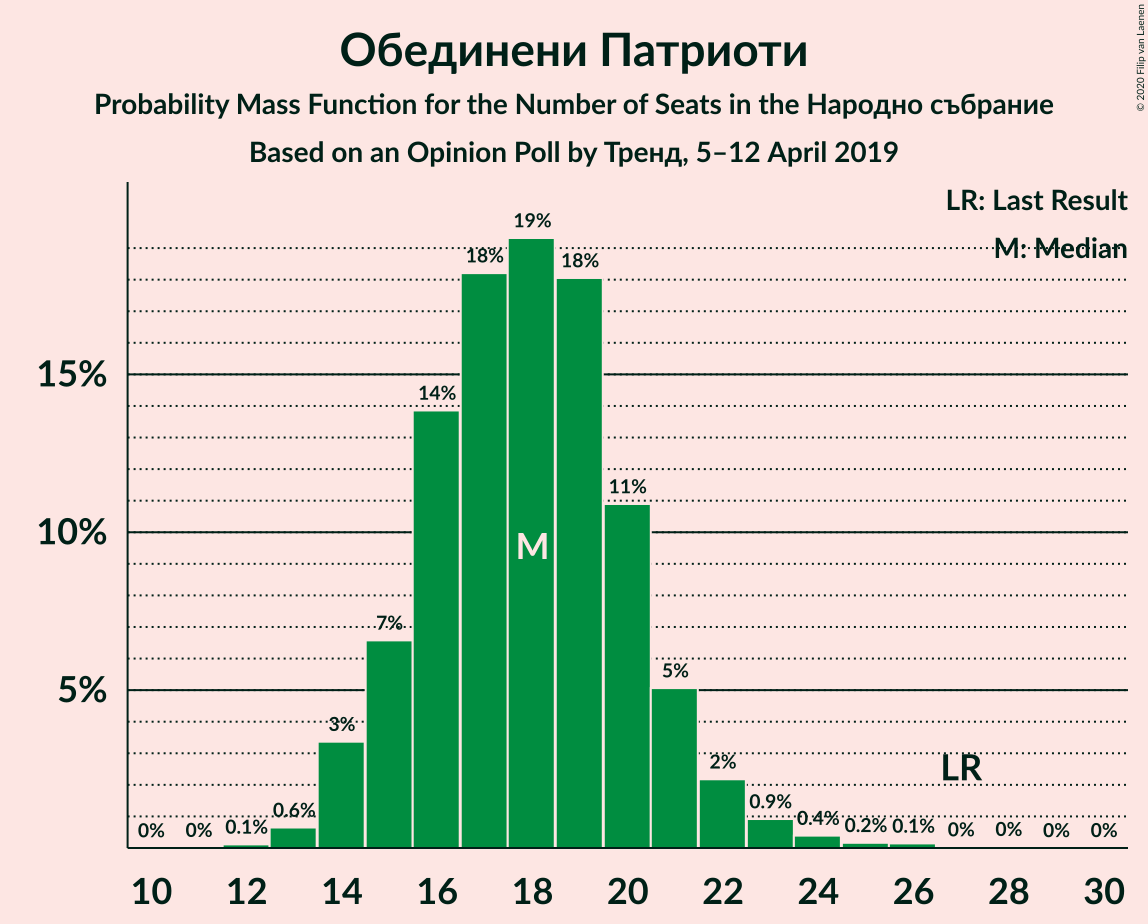 Обединени Патриоти
Probability Mass Function for the Number of Seats in the Народно събрание
Based on an Opinion Poll by Тренд, 5–12 April 2019
© 2020 Filip van Laenen
LR: Last Result
M: Median
15%
10%
5%
0%
0%
0.1%
0.6%
3%
7%
14%
18%
19%
18%
11%
5%
2%
0.9%
0.4%
0.2%
0.1%
0%
0%
0%
0%
M
LR
10 12 14 16 18 20 22 24 26 28 30